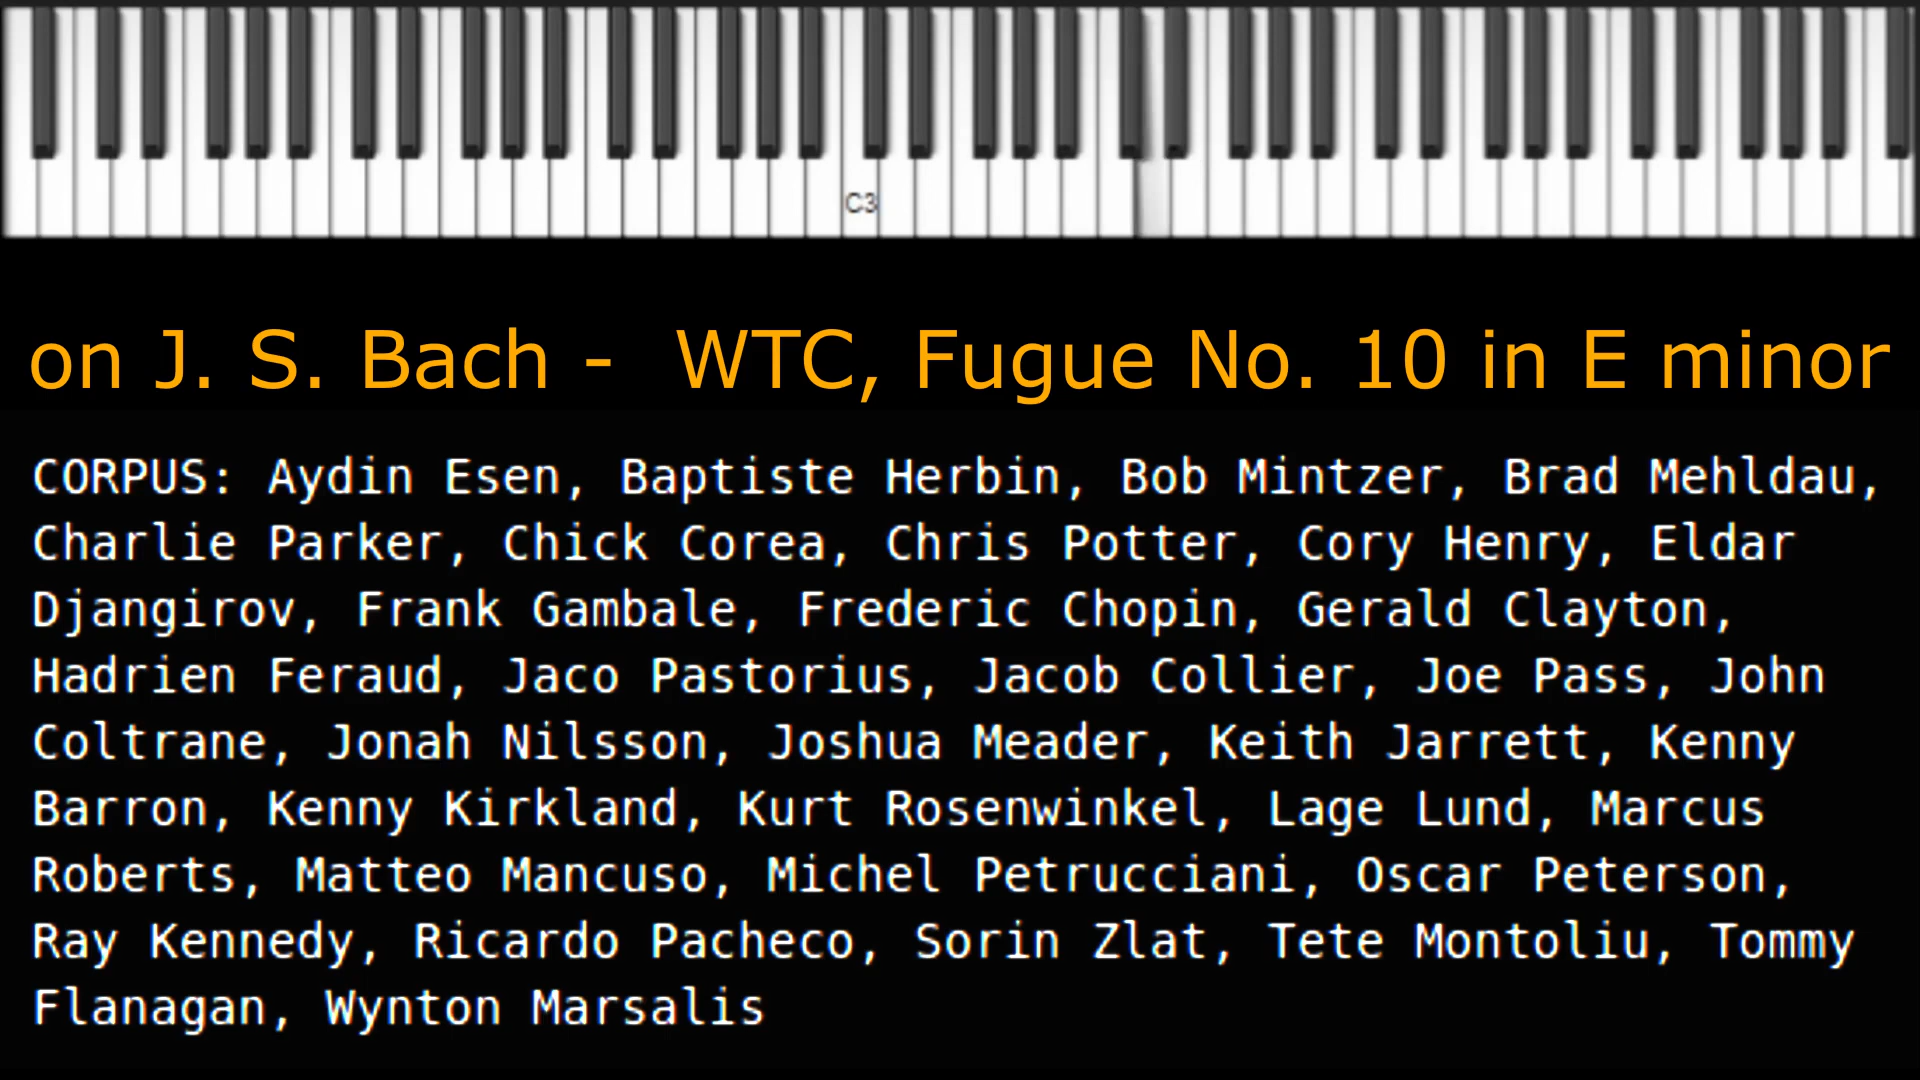 C3
on J. S. Bach -  WTC, Fugue No. 10 in E minor
CORPUS: Aydin Esen, Baptiste Herbin, Bob Mintzer, Brad Mehldau,
Charlie Parker, Chick Corea, Chris Potter, Cory Henry, Eldar
Djangirov, Frank Gambale, Frederic Chopin, Gerald Clayton,
Hadrien Feraud, Jaco Pastorius, Jacob Collier, Joe Pass, John
Coltrane, Jonah Nilsson, Joshua Meader, Keith Jarrett, Kenny
Barron, Kenny Kirkland, Kurt Rosenwinkel, Lage Lund, Marcus
Roberts, Matteo Mancuso, Michel Petrucciani, Oscar Peterson,
Ray Kennedy, Ricardo Pacheco, Sorin Zlat, Tete Montoliu, Tommy
Flanagan, Wynton Marsalis